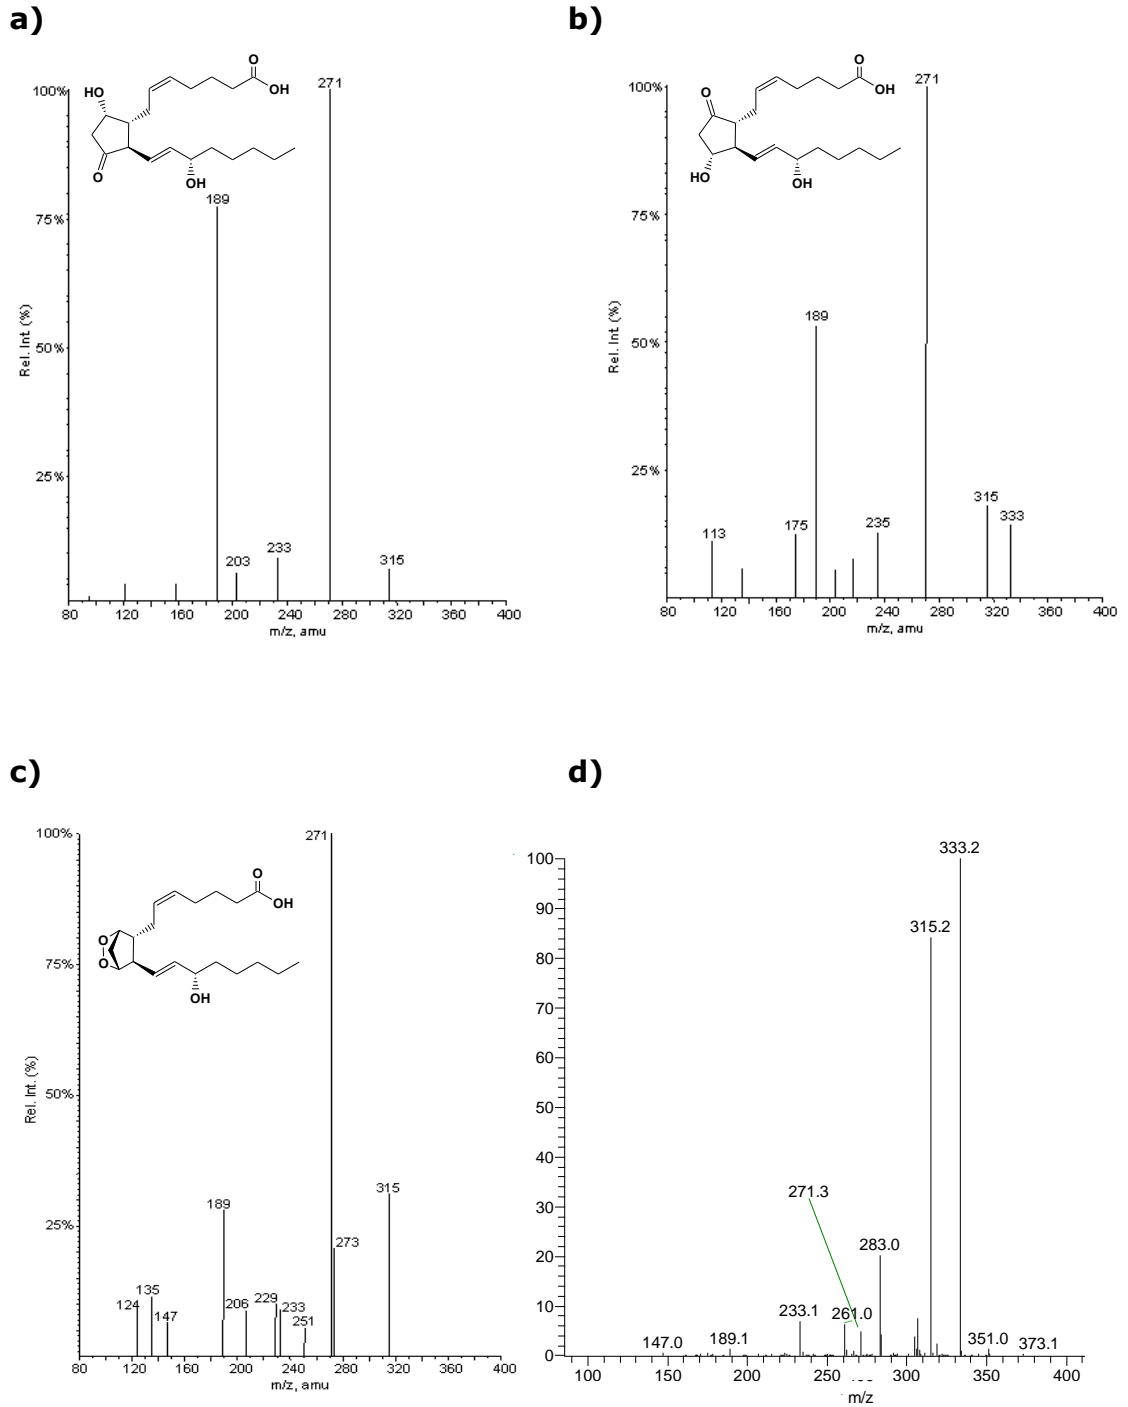 a)
b)
O
OH
HO
O
OH
100%
271
189
75%
50%
25%
203
233
315
Rel. Int. (%)
80 120 160 200 240 280 320 360 400
m/z, amu
O
O
OH
HO
OH
100%
271
75%
189
50%
25%
113
175
235
315
333
Rel. Int. (%)
80 120 160 200 240 280 320 360 400
m/z, amu
c)
d)
O
OH
O
O
OH
100%
271
75%
50%
25%
189
315
273
124
135
147
206
229
233
251
Rel. Int. (%)
80 120 160 200 240 280 320 360 400
m/z, amu
333.2
315.2
271.3
283.0
233.1
261.0
147.0
189.1
351.0
373.1
100
90
80
70
60
50
40
30
20
10
0
100 150 200 250 300 350 400
m/z